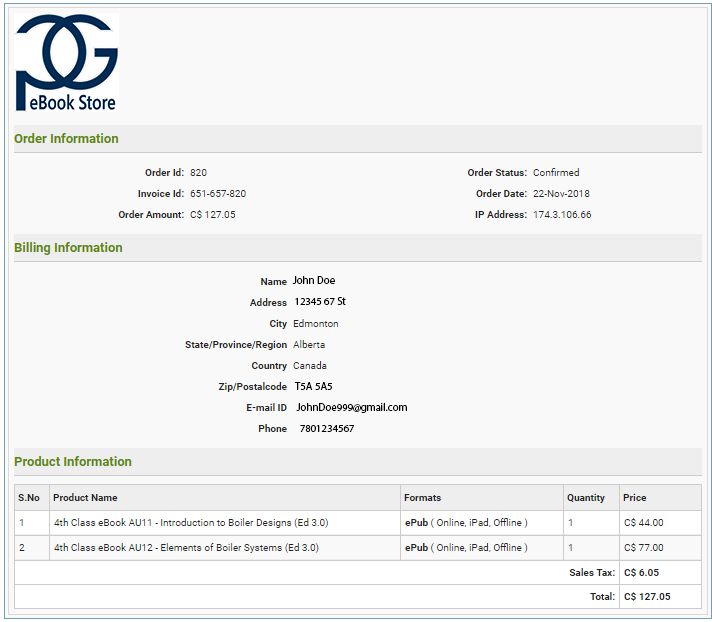 PG
eBook Store
Order Information
Order Id: 820 Order Status: Confirmed
Invoice Id: 651-657-820 Order Date: 22-Nov-2018
Order Amount: C$ 127.05 IP Address: 174.3.106.66
Billing Information
Name John Doe
Address 12345 67 St
City Edmonton
State/Province/Region Alberta
Country Canada
Zip/Postalcode T5A 5A5
E-mail ID JohnDoe999@gmail.com
Phone 7801234567
Product Information
S.No Product Name Formats Quantity Price
1 4th Class eBook AU11 - Introduction to Boiler Designs (Ed 3.0) ePub ( Online, iPad, Offline ) 1 C$ 44.00
2 4th Class eBook AU12 - Elements of Boiler Systems (Ed 3.0) ePub ( Online, iPad, Offline ) 1 C$ 77.00
Sales Tax: C$ 6.05
Total: C$ 127.05